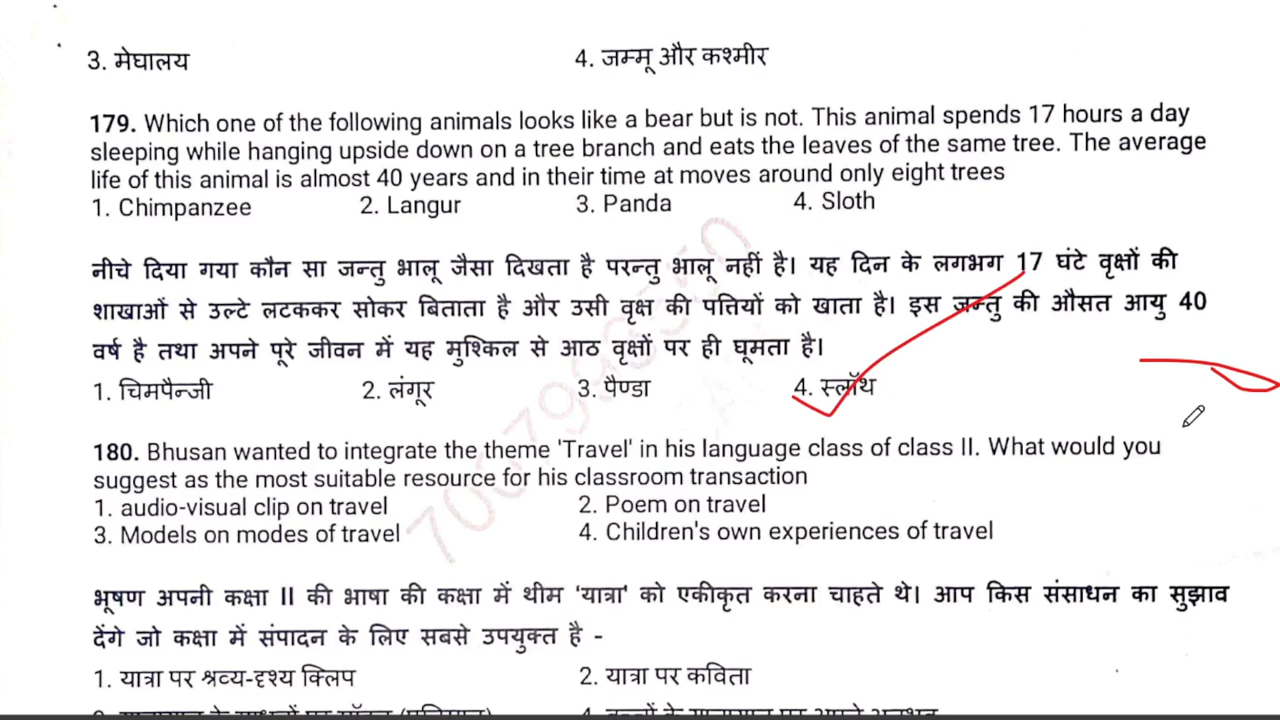 3. मेघालय
4. जम्मू और कश्मीर
179. Which one of the following animals looks like a bear but is not. This animal spends 17 hours a day
sleeping while hanging upside down on a tree branch and eats the leaves of the same tree. The average
life of this animal is almost 40 years and in their time at moves around only eight trees
1. Chimpanzee 2. Langur 3. Panda 4. Sloth
नीचे दिया गया कौन सा जन्तु भालू जैसा दिखता है परन्तु भालू नहीं है। यह दिन के लगभग 17 घंटे वृक्षों की
शाखाओं से उल्टे लटककर सोकर बिताता है और उसी वृक्ष की पत्तियों को खाता है। इस जन्तु की औसत आयु 40
वर्ष है तथा अपने पूरे जीवन में यह मुश्किल से आठ वृक्षों पर ही घूमता है।
1. चिमपैन्जी 2. लंगूर 3. पैण्डा 4. स्लॉथ
180. Bhusan wanted to integrate the theme 'Travel' in his language class of class II. What would you
suggest as the most suitable resource for his classroom transaction
1. audio-visual clip on travel 2. Poem on travel
3. Models on modes of travel 4. Children's own experiences of travel
भूषण अपनी कक्षा II की भाषा की कक्षा में थीम 'यात्रा' को एकीकृत करना चाहते थे। आप किस संसाधन का सुझाव
देंगे जो कक्षा में संपादन के लिए सबसे उपयुक्त है -
1. यात्रा पर श्रव्य-दृश्य क्लिप 2. यात्रा पर कविता